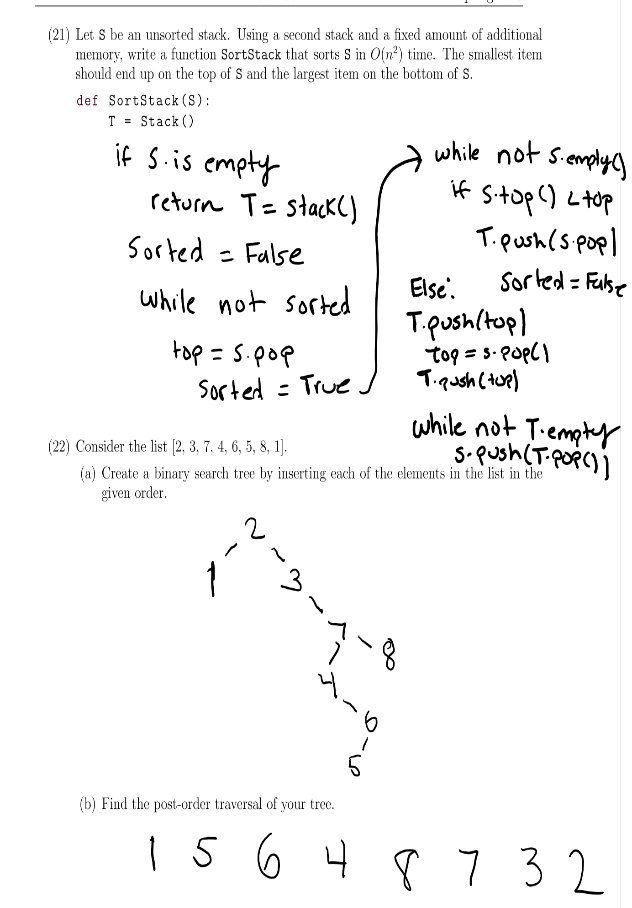 (21) Let S be an unsorted stack. Using a second stack and a fixed amount of additional
memory, write a function SortStack that sorts S in O(n²) time. The smallest item
should end up on the top of S and the largest item on the bottom of S.
def SortStack(S):
T = Stack()
if S.is empty
return T = stack()
Sorted = False
while not sorted
top = S.pop
Sorted = True
while not S.empty()
if S.top() < top
T.push(S.pop)
Sorted = False
Else:
T.push(top)
top = S.pop()
T.push(top)
while not T.empty
S.push(T.pop())
(22) Consider the list [2, 3, 7, 4, 6, 5, 8, 1].
(a) Create a binary search tree by inserting each of the elements in the list in the
given order.
2
1 3
7
8
4
6
5
(b) Find the post-order traversal of your tree.
1 5 6 4 8 7 3 2